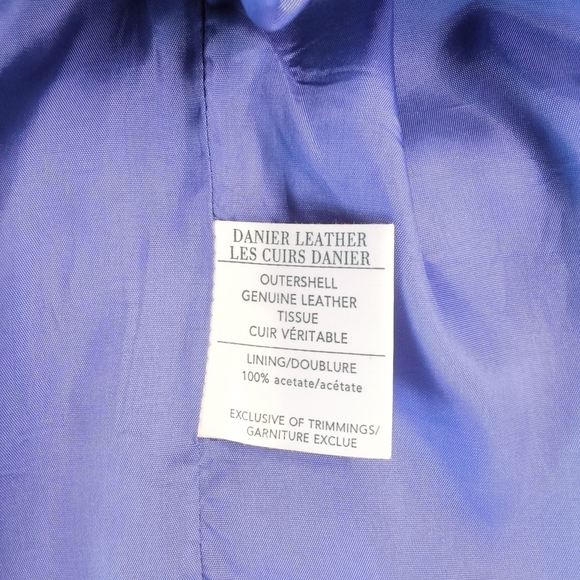 DANIER LEATHER
LES CUIRS DANIER
OUTERSHELL
GENUINE LEATHER
TISSUE
CUIR VÉRITABLE
LINING/DOUBLURE
100% acetate/acétate
EXCLUSIVE OF TRIMMINGS/
GARNITURE EXCLUE